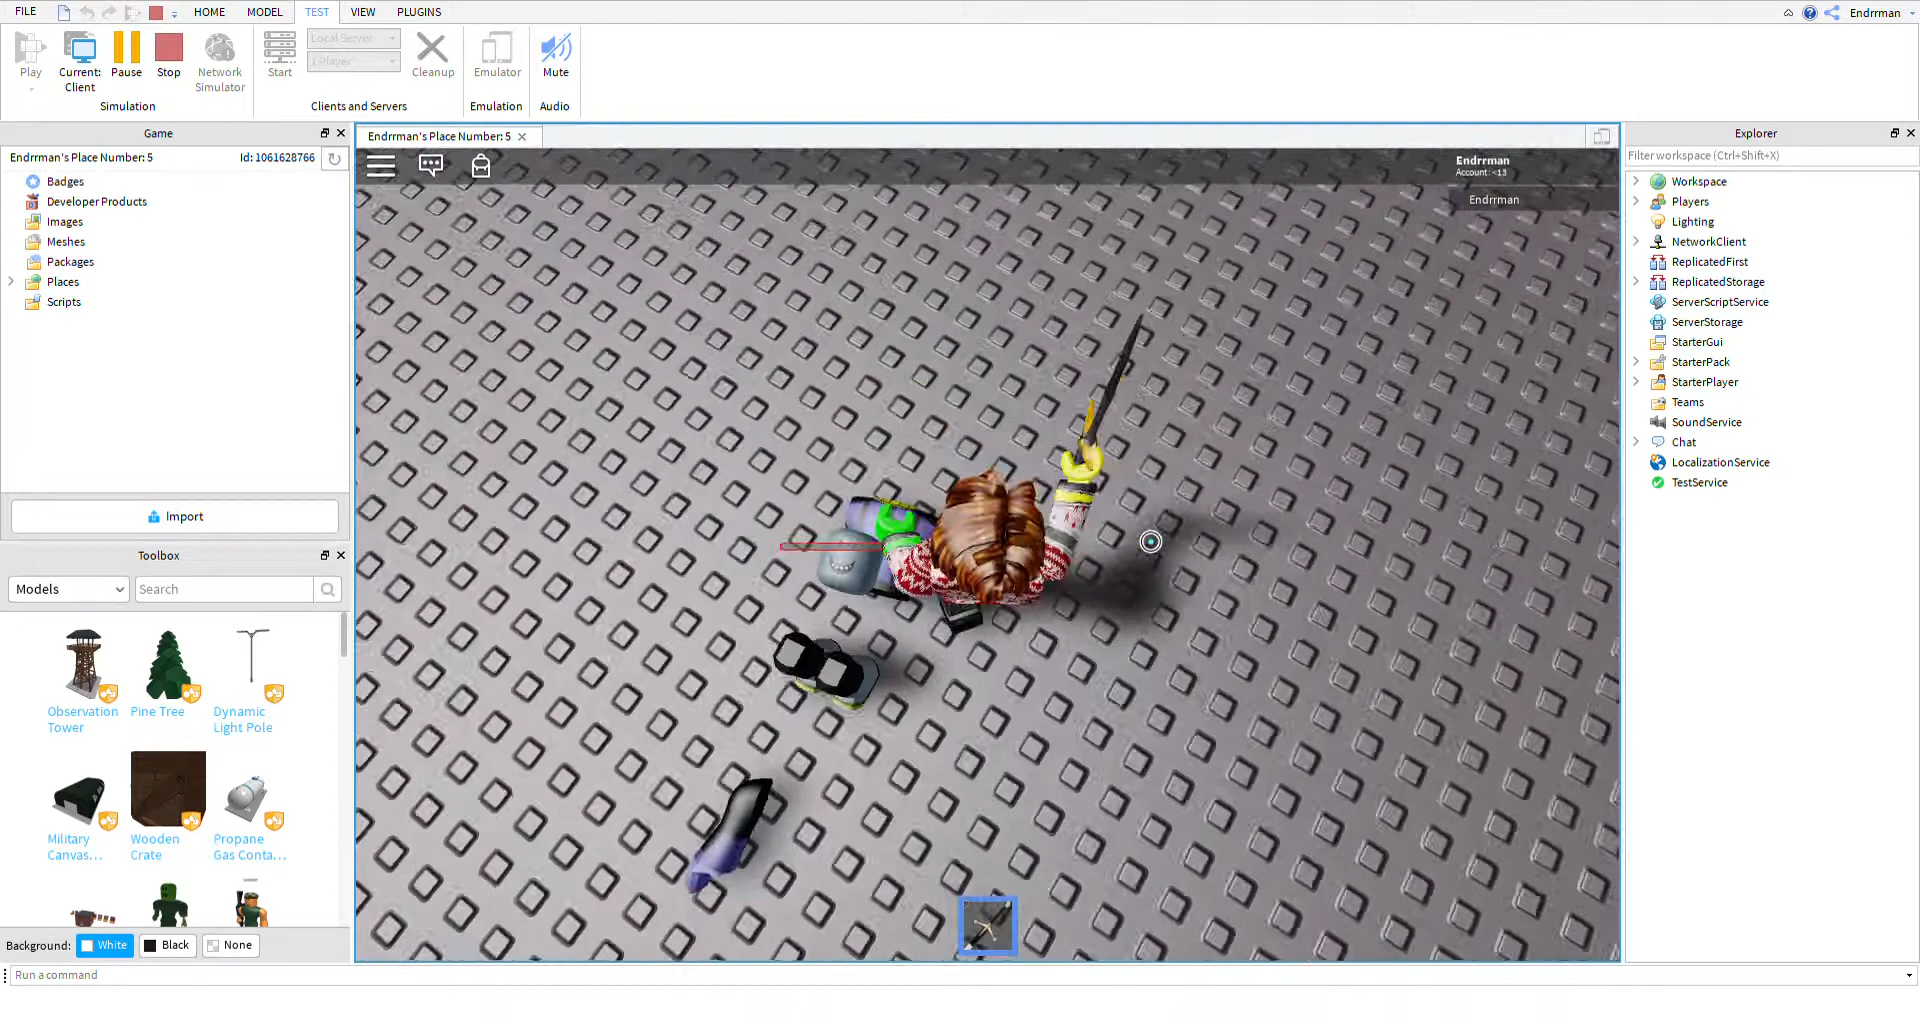 FILE
HOME
MODEL
TEST
VIEW
PLUGINS
Endrrman
Play
Current:
Client
Pause
Stop
Network
Simulator
Simulation
Start
Local Server
1 Player
Cleanup
Clients and Servers
Emulator
Emulation
Mute
Audio
Game
Endrrman's Place Number: 5
Id: 1061628766
Badges
Developer Products
Images
Meshes
Packages
Places
Scripts
Import
Toolbox
Models
Search
Observation
Tower
Pine Tree
Dynamic
Light Pole
Military
Canvas...
Wooden
Crate
Propane
Gas Conta...
Background:
White
Black
None
Run a command
Endrrman's Place Number: 5
Endrrman
Account: <13
Endrrman
Explorer
Filter workspace (Ctrl+Shift+X)
Workspace
Players
Lighting
NetworkClient
ReplicatedFirst
ReplicatedStorage
ServerScriptService
ServerStorage
StarterGui
StarterPack
StarterPlayer
Teams
SoundService
Chat
LocalizationService
TestService